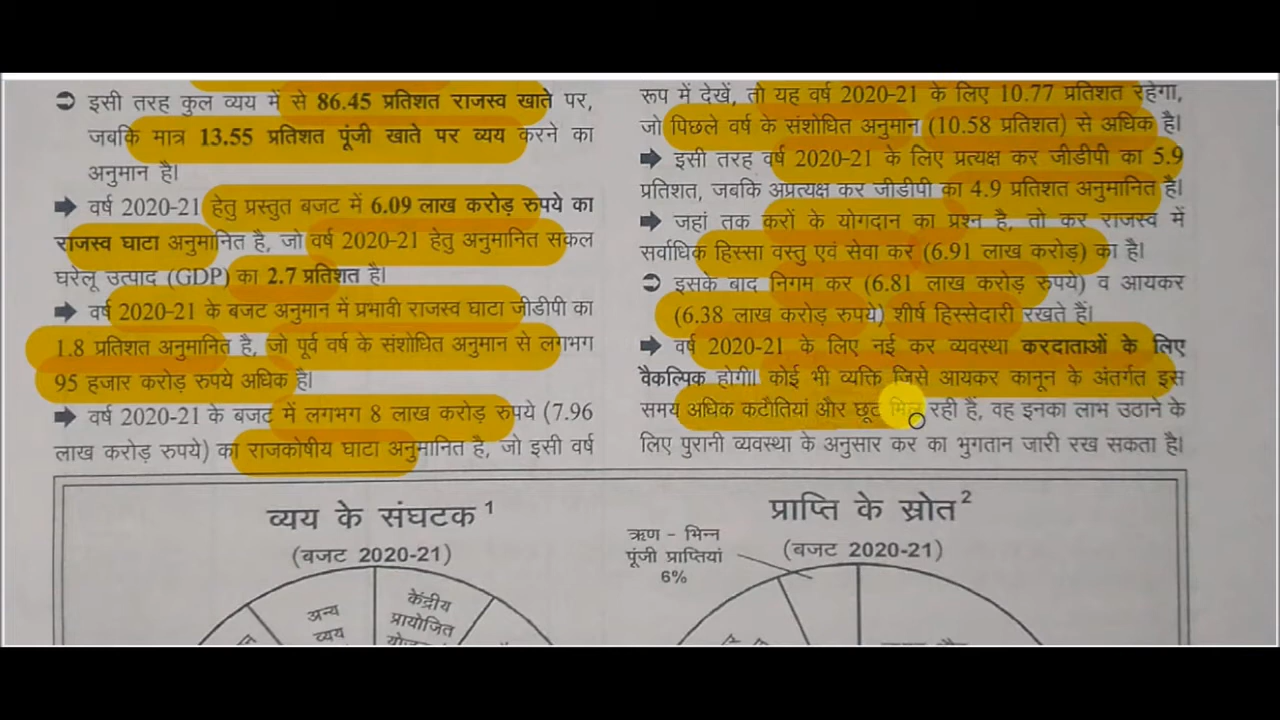 इसी तरह कुल व्यय में से 86.45 प्रतिशत राजस्व खाते पर,
जबकि मात्र 13.55 प्रतिशत पूंजी खाते पर व्यय करने का
अनुमान है।
वर्ष 2020-21 हेतु प्रस्तुत बजट में 6.09 लाख करोड़ रुपये का
राजस्व घाटा अनुमानित है, जो वर्ष 2020-21 हेतु अनुमानित सकल
घरेलू उत्पाद (GDP) का 2.7 प्रतिशत है।
वर्ष 2020-21 के बजट अनुमान में प्रभावी राजस्व घाटा जीडीपी का
1.8 प्रतिशत अनुमानित है, जो पूर्व वर्ष के संशोधित अनुमान से लगभग
95 हजार करोड़ रुपये अधिक है।
वर्ष 2020-21 के बजट में लगभग 8 लाख करोड़ रुपये (7.96
लाख करोड़ रुपये) का राजकोषीय घाटा अनुमानित है, जो इसी वर्ष
रूप में देखें, तो यह वर्ष 2020-21 के लिए 10.77 प्रतिशत रहेगा,
जो पिछले वर्ष के संशोधित अनुमान (10.58 प्रतिशत) से अधिक है।
इसी तरह वर्ष 2020-21 के लिए प्रत्यक्ष कर जीडीपी का 5.9
प्रतिशत, जबकि अप्रत्यक्ष कर जीडीपी का 4.9 प्रतिशत अनुमानित है।
जहां तक करों के योगदान का प्रश्न है, तो कर राजस्व में
सर्वाधिक हिस्सा वस्तु एवं सेवा कर (6.91 लाख करोड़) का है।
इसके बाद निगम कर (6.81 लाख करोड़ रुपये) व आयकर
(6.38 लाख करोड़ रुपये) शीर्ष हिस्सेदारी रखते हैं।
वर्ष 2020-21 के लिए नई कर व्यवस्था करदाताओं के लिए
वैकल्पिक होगी। कोई भी व्यक्ति जिसे आयकर कानून के अंतर्गत इस
समय अधिक कटौतियां और छूट मिल रही हैं, वह इनका लाभ उठाने के
लिए पुरानी व्यवस्था के अनुसार कर का भुगतान जारी रख सकता है।
व्यय के संघटक 1
(बजट 2020-21)
अन्य
व्यय
केंद्रीय
प्रायोजित
प्राप्ति के स्रोत 2
(बजट 2020-21)
ऋण - भिन्न
पूंजी प्राप्तियां
6%